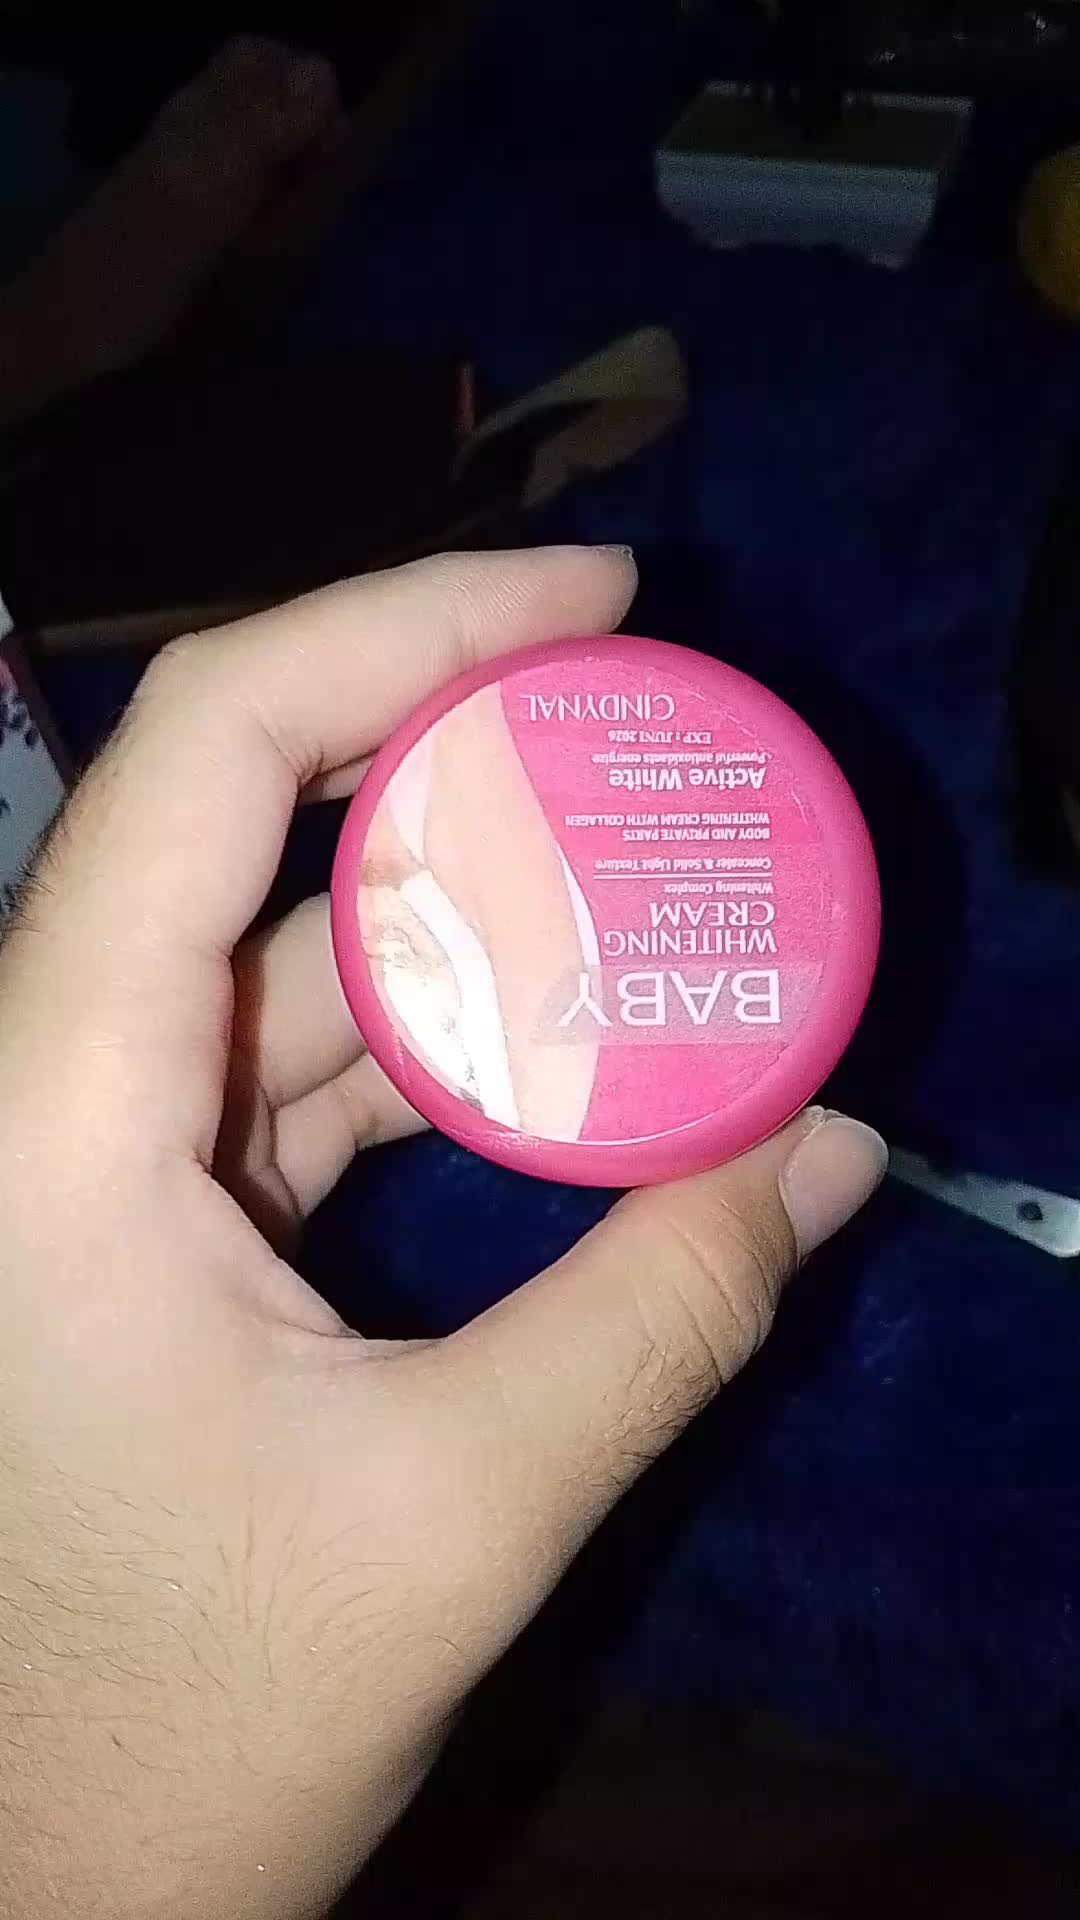 BABY
WHITENING
CREAM
Whitening Complex
Concealer & Solid Light Texture
BODY AND PRIVATE PARTS
WHITENING CREAM WITH COLLAGEN
Active White
Powerful antioxidants energize
EXP : JUNI 2026
CINDYNAL